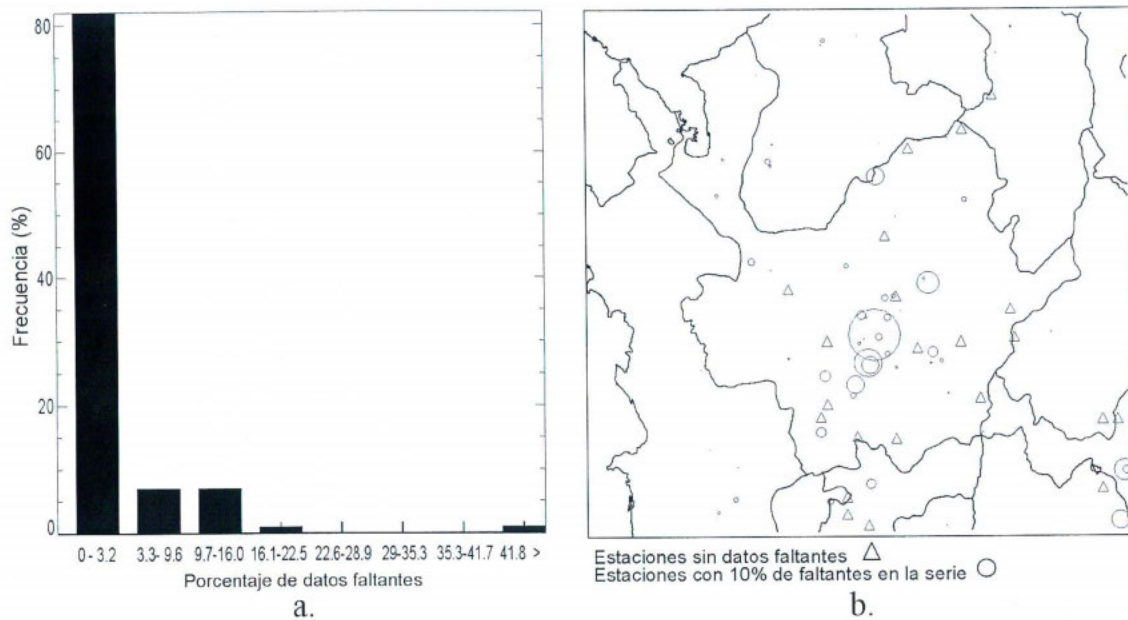 80
60
40
20
0
Frecuencia (%)
0 - 3.2 3.3- 9.6 9.7-16.0 16.1-22.5 22.6-28.9 29-35.3 35.3-41.7 41.8 >
Porcentaje de datos faltantes
a.
Estaciones sin datos faltantes
Estaciones con 10% de faltantes en la serie
b.